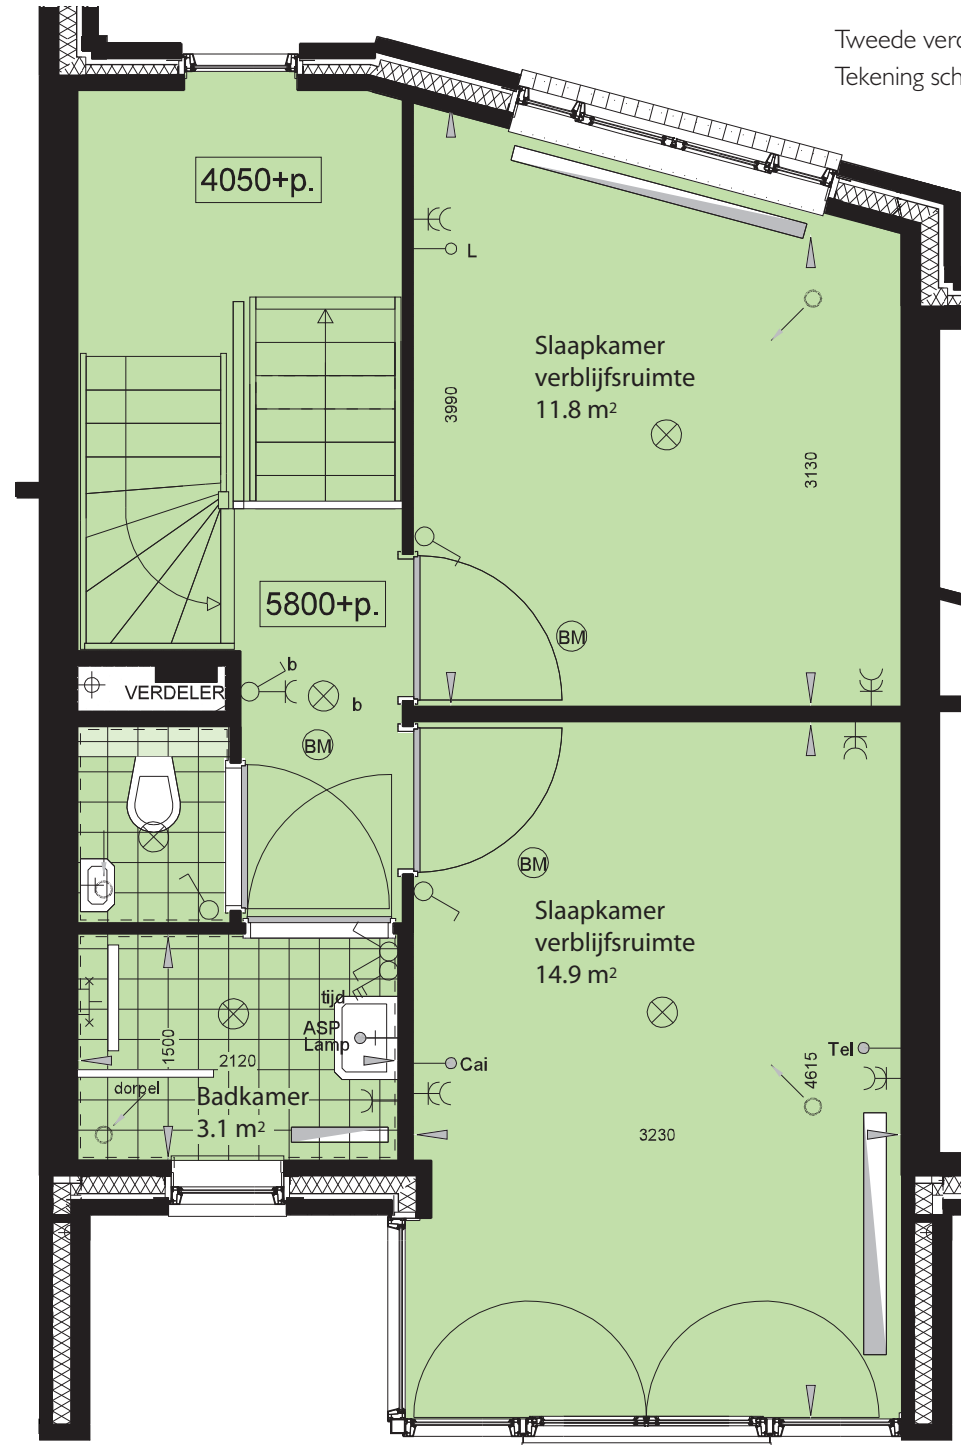 Tweede verd
Tekening sch
4050+p.
L
Slaapkamer
verblijfsruimte
11.8 m²
3990
3130
5800+p.
BM
b
VERDELER
b
BM
BM
Slaapkamer
verblijfsruimte
14.9 m²
tijd
ASP
Lamp
1500
2120
Cai
Tel
4615
dorpel
Badkamer
3.1 m²
3230